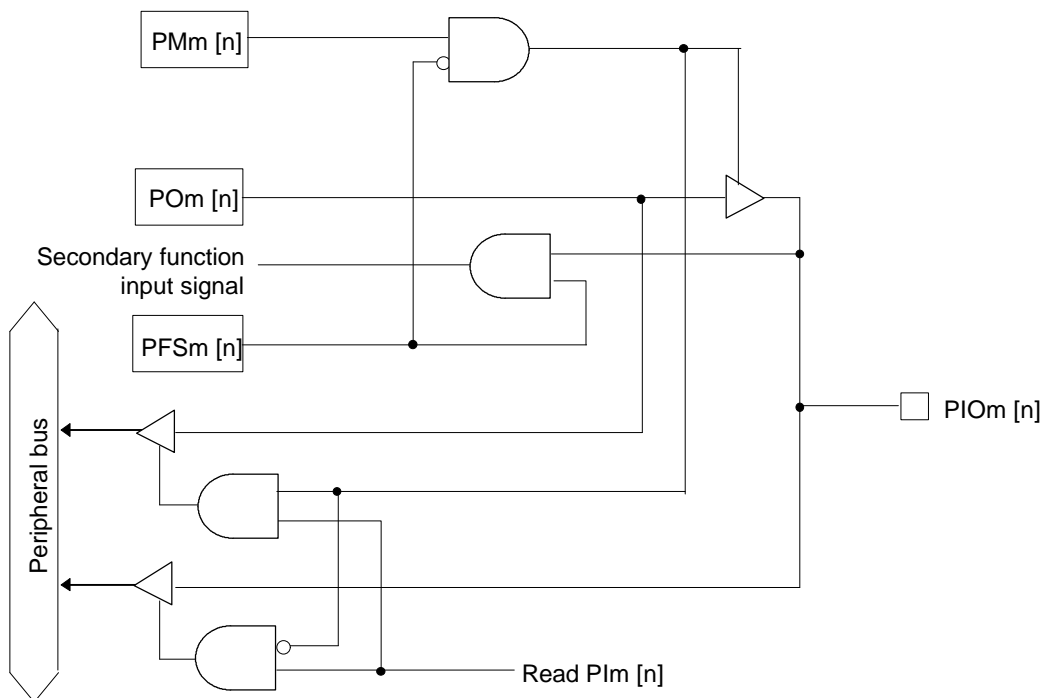 PMm [n]
POm [n]
Secondary function
input signal
PFSm [n]
PIOm [n]
Peripheral bus
Read PIm [n]